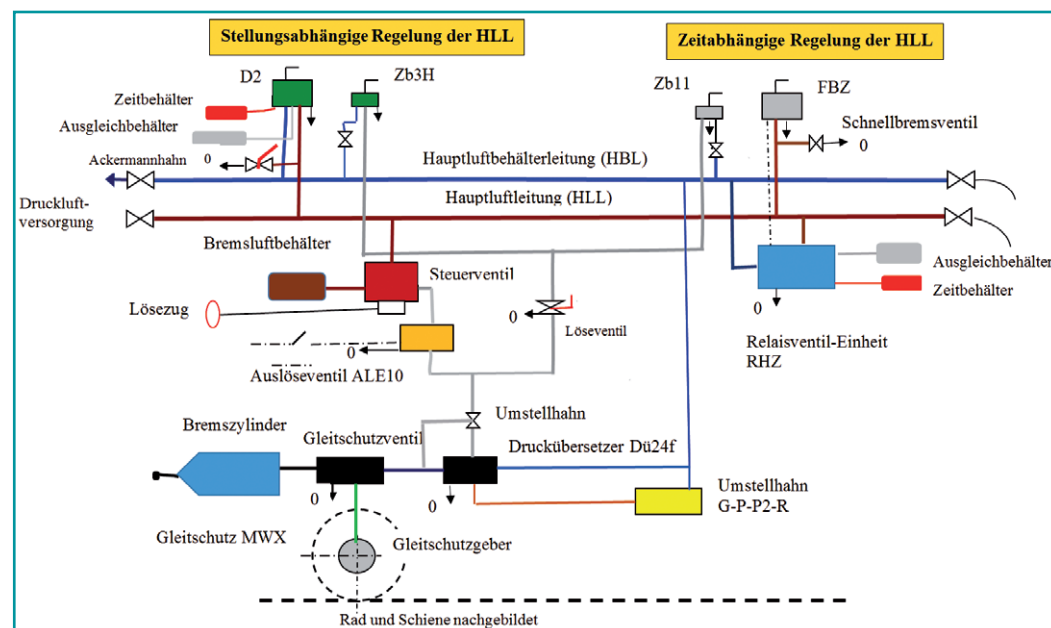 Stellungsabhängige Regelung der HLL
Zeitabhängige Regelung der HLL
D2
Zb3H
Zb11
FBZ
Zeitbehälter
Ausgleichbehälter
0
Ackermannhahn
Schnellbremsventil
0
Hauptluftbehälterleitung (HBL)
Hauptluftleitung (HLL)
Druckluft-
versorgung
Bremsluftbehälter
Steuerventil
Ausgleichbehälter
Zeitbehälter
0
Lösezug
0
Löseventil
0
Relaisventil-Einheit
RHZ
Auslöseventil ALE10
Umstellhahn
Bremszylinder
Gleitschutzventil
Druckübersetzer Dü24f
0
0
Umstellhahn
G-P-P2-R
Gleitschutz MWX
Gleitschutzgeber
Rad und Schiene nachgebildet